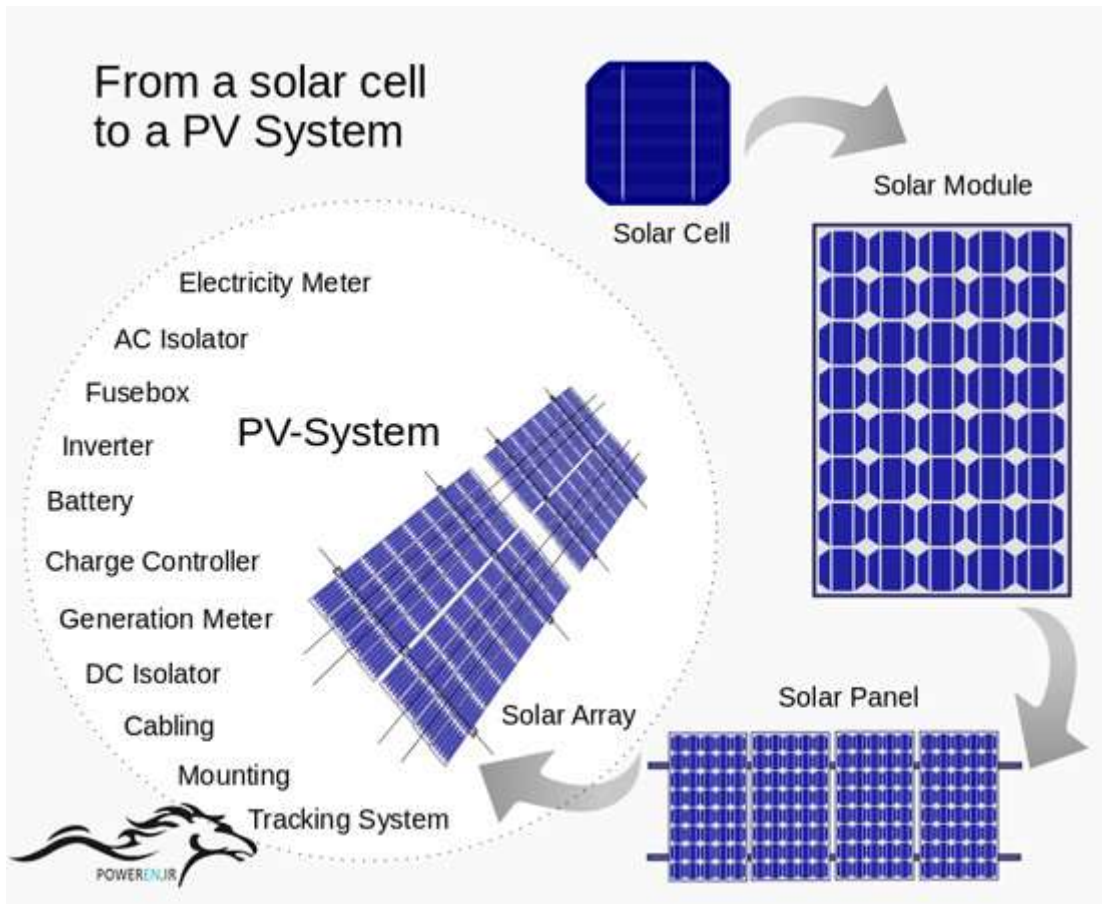 From a solar cell
to a PV System
Solar Cell
Solar Module
Electricity Meter
AC Isolator
Fusebox
Inverter
PV-System
Battery
Charge Controller
Generation Meter
DC Isolator
Cabling
Mounting
Tracking System
Solar Array
Solar Panel
POWEREN.IR